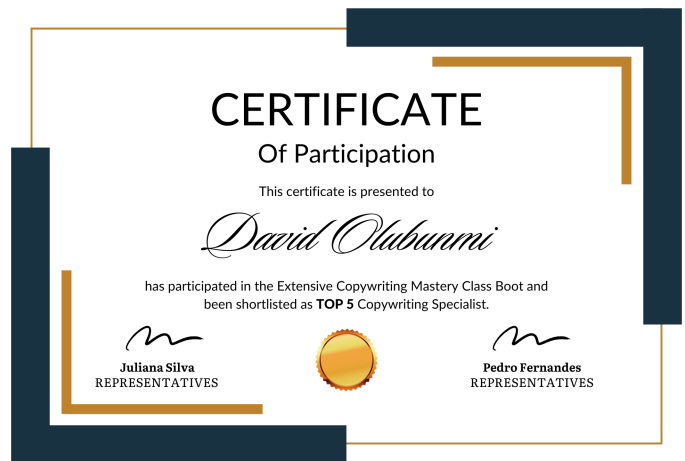 CERTIFICATE
Of Participation
This certificate is presented to
David Olubunmi
has participated in the Extensive Copywriting Mastery Class Boot and
been shortlisted as TOP 5 Copywriting Specialist.
Juliana Silva
REPRESENTATIVES
Pedro Fernandes
REPRESENTATIVES